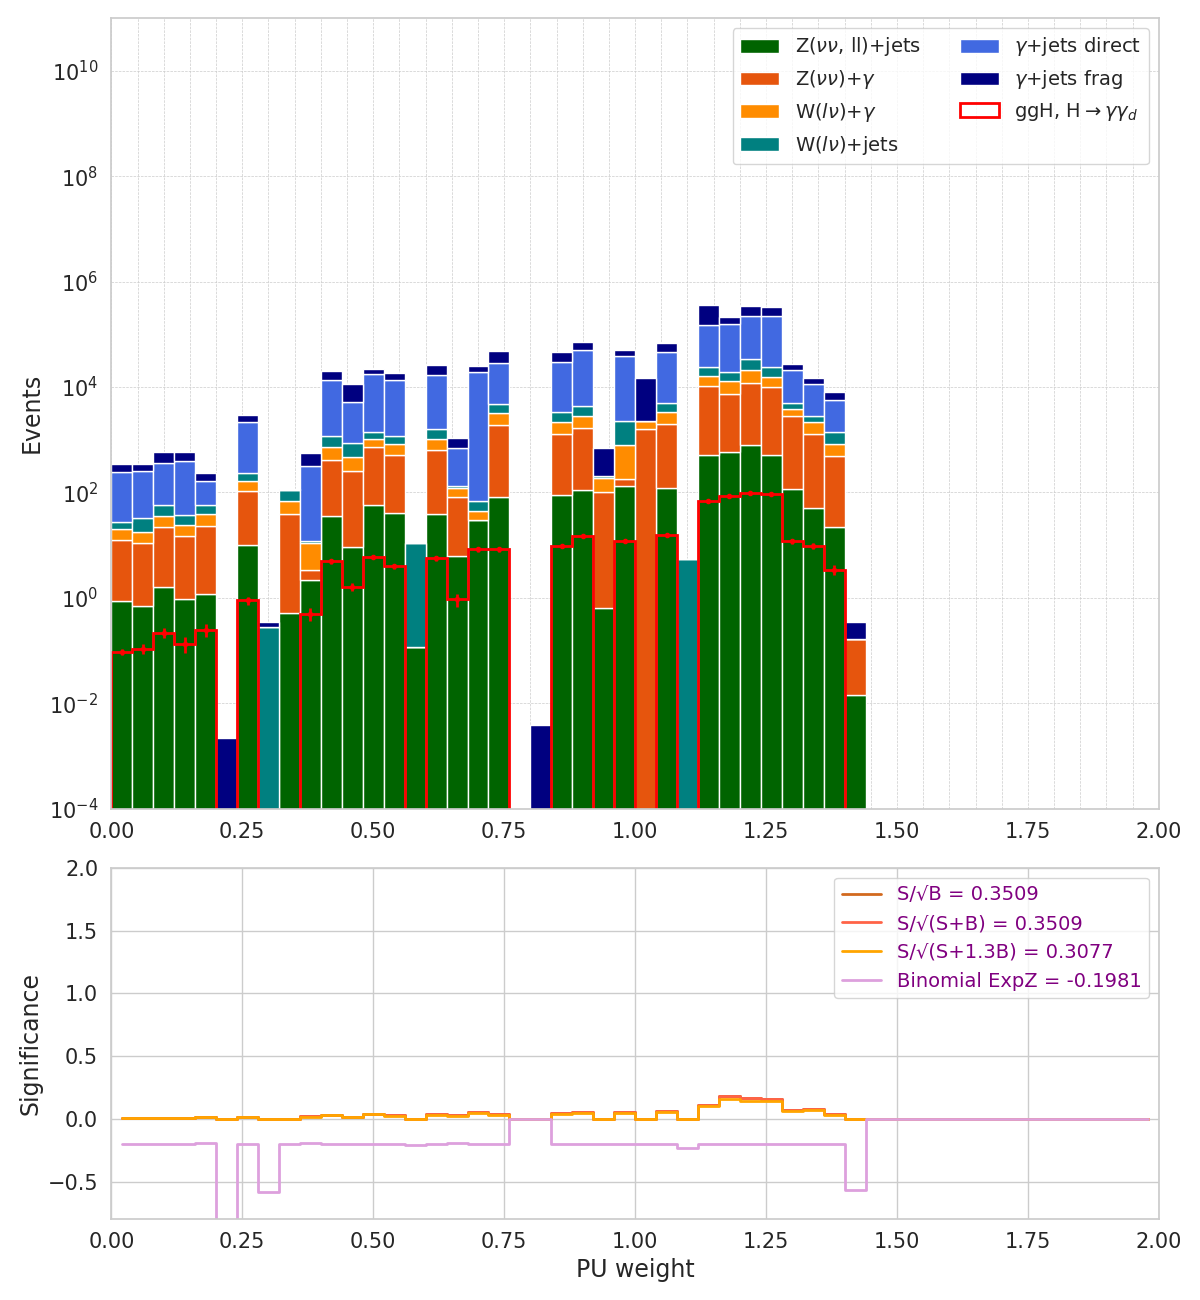 Z(νν, ll)+jets
Z(νν)+γ
W(lν)+γ
W(lν)+jets
γ+jets direct
γ+jets frag
ggH, H→γγ_d
Events
10^10
10^8
10^6
10^4
10^2
10^0
10^−2
10^−4
0.00 0.25 0.50 0.75 1.00 1.25 1.50 1.75 2.00
S/√B = 0.3509
S/√(S+B) = 0.3509
S/√(S+1.3B) = 0.3077
Binomial ExpZ = -0.1981
Significance
2.0
1.5
1.0
0.5
0.0
−0.5
0.00 0.25 0.50 0.75 1.00 1.25 1.50 1.75 2.00
PU weight